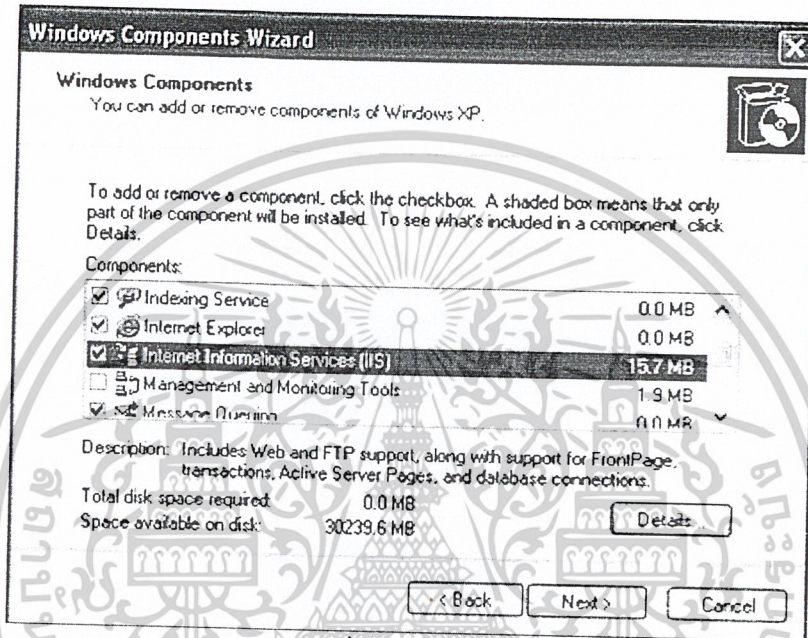 Windows Components Wizard
Windows Components
You can add or remove components of Windows XP.
To add or remove a component, click the checkbox. A shaded box means that only
part of the component will be installed. To see what's included in a component, click
Details.
Components:
Indexing Service 0.0 MB
Internet Explorer 0.0 MB
Internet Information Services (IIS) 15.7 MB
Management and Monitoring Tools 1.9 MB
Message Queuing 0.0 MB
Description: Includes Web and FTP support, along with support for FrontPage,
transactions, Active Server Pages, and database connections.
Total disk space required: 0.0 MB
Space available on disk: 30239.6 MB
Details...
< Back Next > Cancel